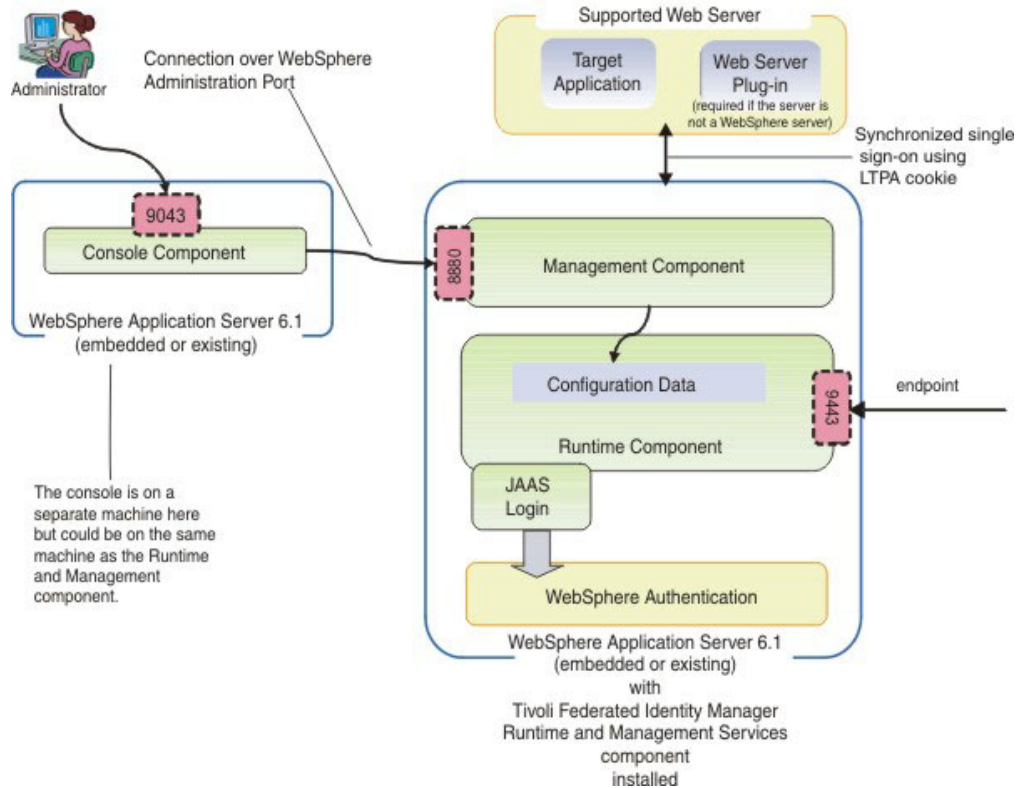 Administrator
Connection over WebSphere
Administration Port
Supported Web Server
Target
Application
Web Server
Plug-in
(required if the server is
not a WebSphere server)
Synchronized single
sign-on using
LTPA cookie
9043
Console Component
WebSphere Application Server 6.1
(embedded or existing)
The console is on a
separate machine here
but could be on the same
machine as the Runtime
and Management
component.
8880
Management Component
Configuration Data
Runtime Component
9443
endpoint
JAAS
Login
WebSphere Authentication
WebSphere Application Server 6.1
(embedded or existing)
with
Tivoli Federated Identity Manager
Runtime and Management Services
component
installed